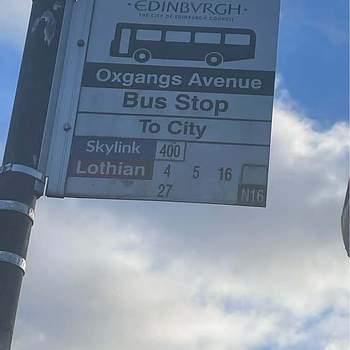 ·EDINBVRGH·
THE CITY OF EDINBURGH COUNCIL
Oxgangs Avenue
Bus Stop
To City
Skylink 400
Lothian 4 5 16
27 N16